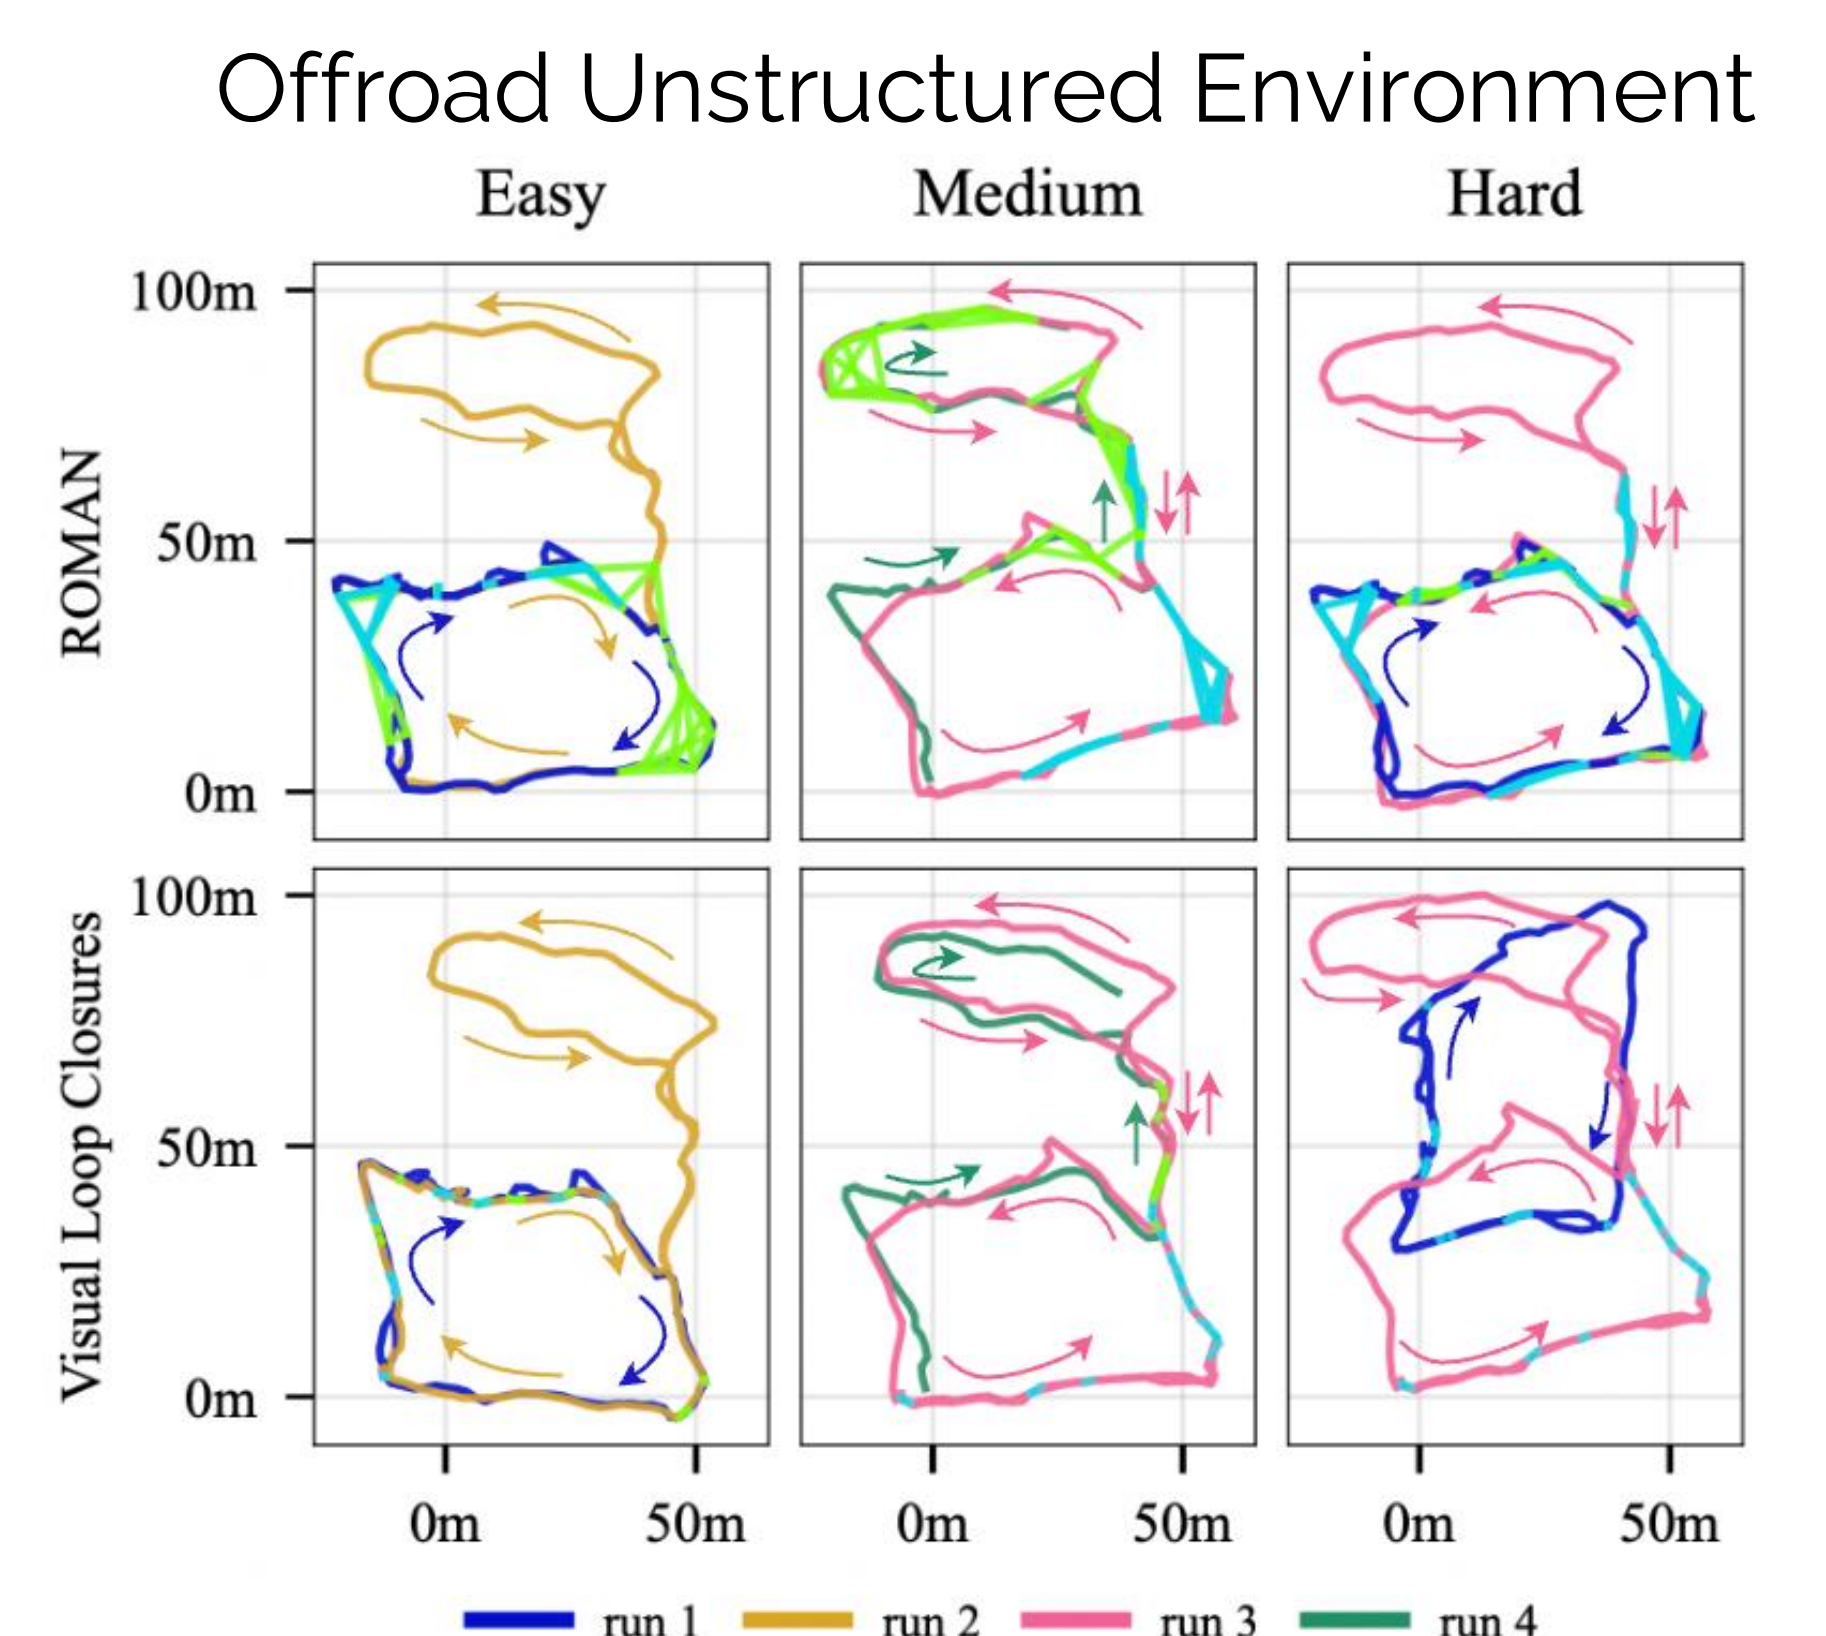 Offroad Unstructured Environment
Easy
Medium
Hard
ROMAN
100m
50m
0m
Visual Loop Closures
100m
50m
0m
0m
50m
0m
50m
0m
50m
run 1
run 2
run 3
run 4